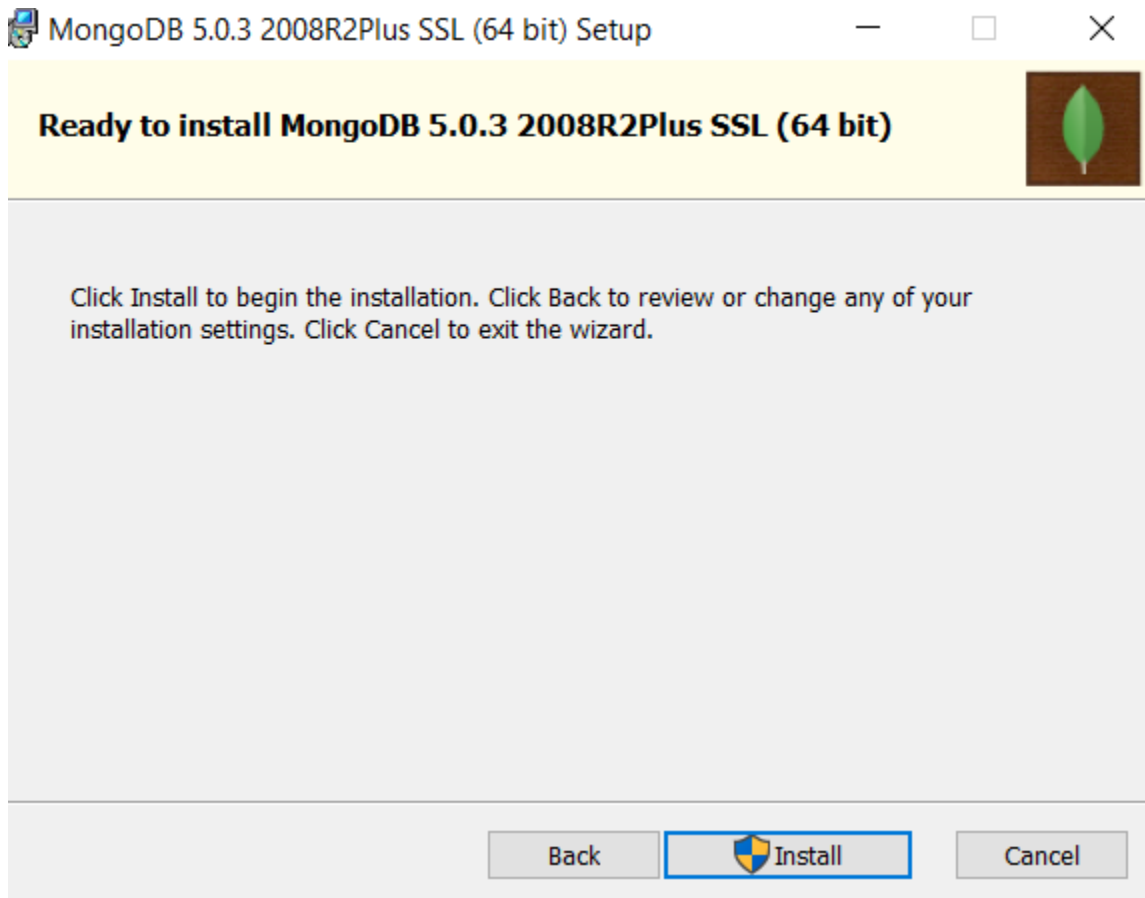 MongoDB 5.0.3 2008R2Plus SSL (64 bit) Setup
Ready to install MongoDB 5.0.3 2008R2Plus SSL (64 bit)
Click Install to begin the installation. Click Back to review or change any of your
installation settings. Click Cancel to exit the wizard.
Back Install Cancel